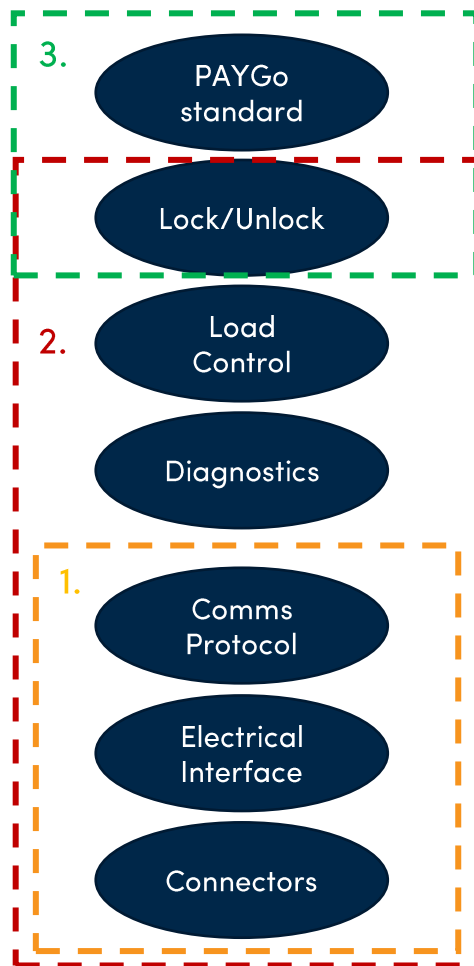 3.
PAYGo
standard
Lock/Unlock
2.
Load
Control
Diagnostics
1.
Comms
Protocol
Electrical
Interface
Connectors